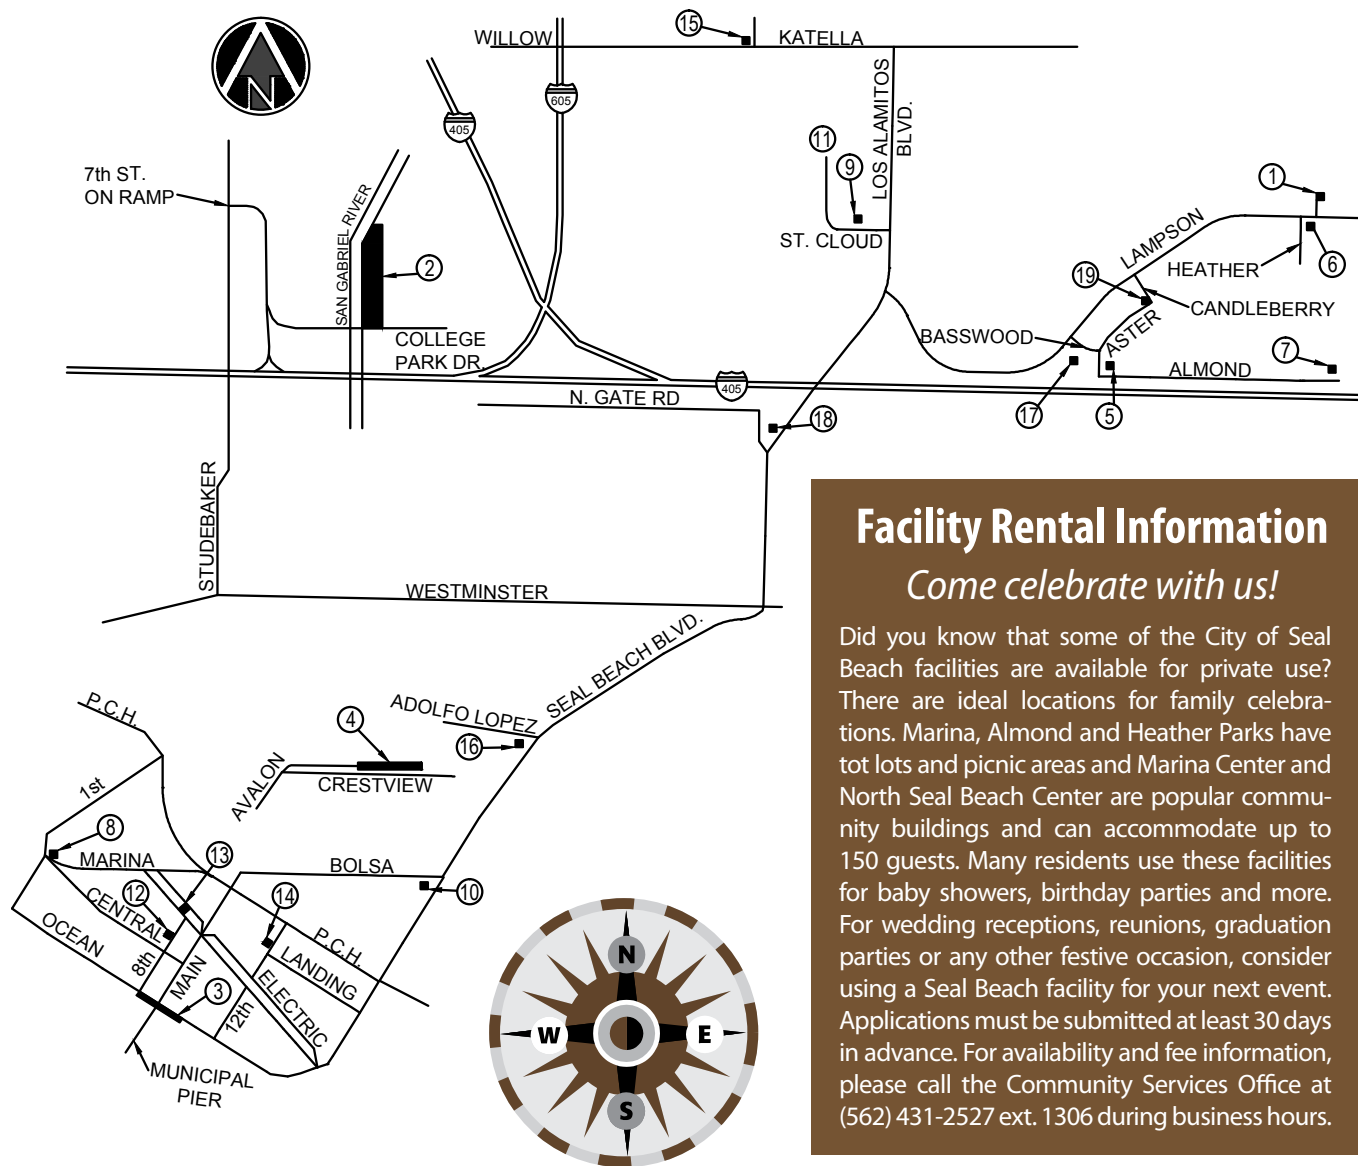 N
WILLOW
15
KATELLA
605
405
LOS ALAMITOS
BLVD.
11
9
7th ST.
ON RAMP
SAN GABRIEL RIVER
2
ST. CLOUD
1
LAMPSON
6
HEATHER
19
CANDLEBERRY
COLLEGE
PARK DR.
BASSWOOD
ASTER
7
ALMOND
405
N. GATE RD
18
17
5
STUDEBAKER
WESTMINSTER
SEAL BEACH BLVD.
P.C.H.
ADOLFO LOPEZ
4
16
AVALON
CRESTVIEW
1st
8
MARINA
13
BOLSA
10
12
CENTRAL
14
OCEAN
8th
MAIN
P.C.H.
LANDING
3
12th
ELECTRIC
MUNICIPAL
PIER
N
W
E
S
Facility Rental Information
Come celebrate with us!
Did you know that some of the City of Seal
Beach facilities are available for private use?
There are ideal locations for family celebra-
tions. Marina, Almond and Heather Parks have
tot lots and picnic areas and Marina Center and
North Seal Beach Center are popular commu-
nity buildings and can accommodate up to
150 guests. Many residents use these facilities
for baby showers, birthday parties and more.
For wedding receptions, reunions, graduation
parties or any other festive occasion, consider
using a Seal Beach facility for your next event.
Applications must be submitted at least 30 days
in advance. For availability and fee information,
please call the Community Services Office at
(562) 431-2527 ext. 1306 during business hours.